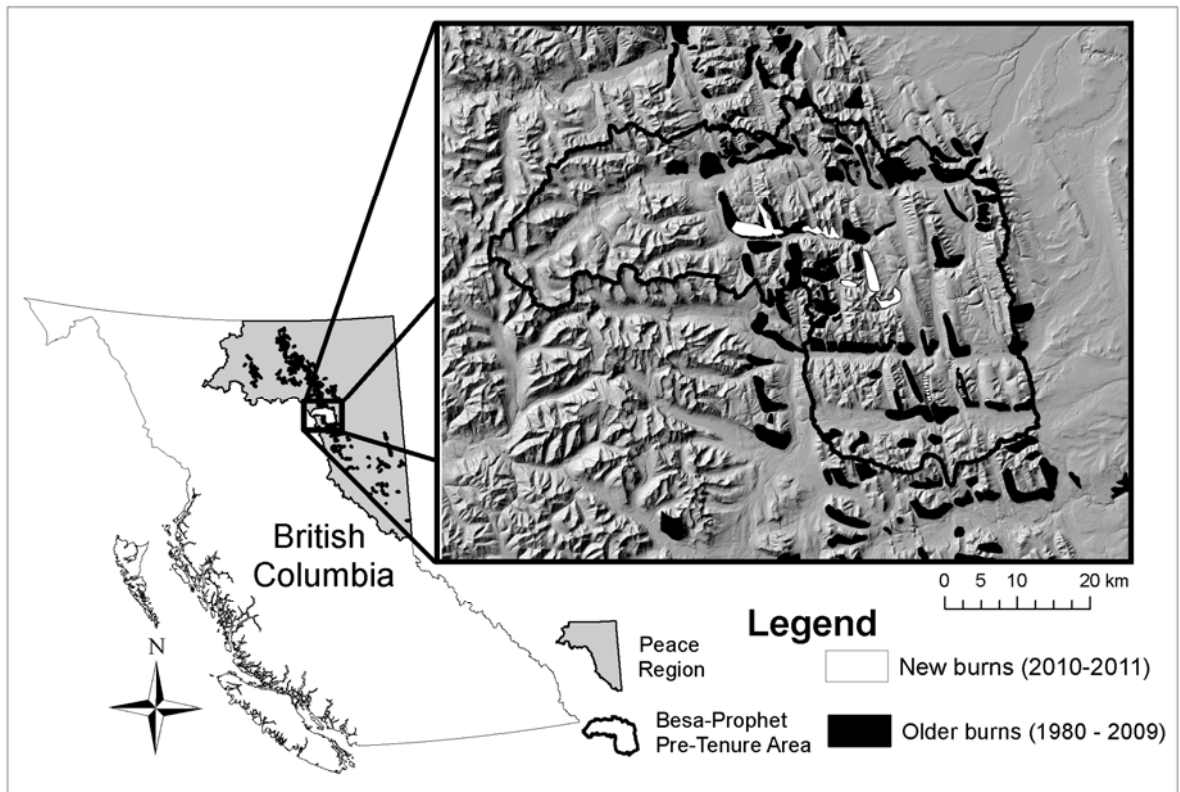 British
Columbia
N
0 5 10 20 km
Legend
Peace
Region
New burns (2010-2011)
Besa-Prophet
Pre-Tenure Area
Older burns (1980 - 2009)